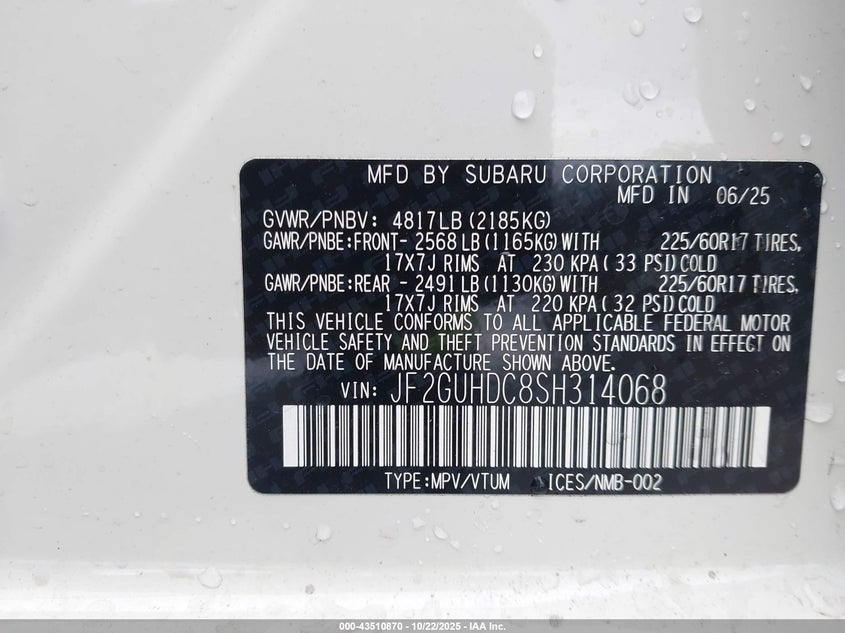 MFD BY SUBARU CORPORATION
MFD IN 06/25
GVWR/PNBV: 4817LB (2185KG)
GAWR/PNBE:FRONT- 2568 LB (1165KG) WITH 225/60R17 TIRES,
17X7J RIMS AT 230 KPA ( 33 PSI) COLD
GAWR/PNBE:REAR - 2491 LB (1130KG) WITH 225/60R17 TIRES,
17X7J RIMS AT 220 KPA ( 32 PSI) COLD
THIS VEHICLE CONFORMS TO ALL APPLICABLE FEDERAL MOTOR
VEHICLE SAFETY AND THEFT PREVENTION STANDARDS IN EFFECT ON
THE DATE OF MANUFACTURE SHOWN ABOVE.
VIN: JF2GUHDC8SH314068
TYPE:MPV/VTUM ICES/NMB-002
000-43510870 - 10/22/2025 - IAA Inc.